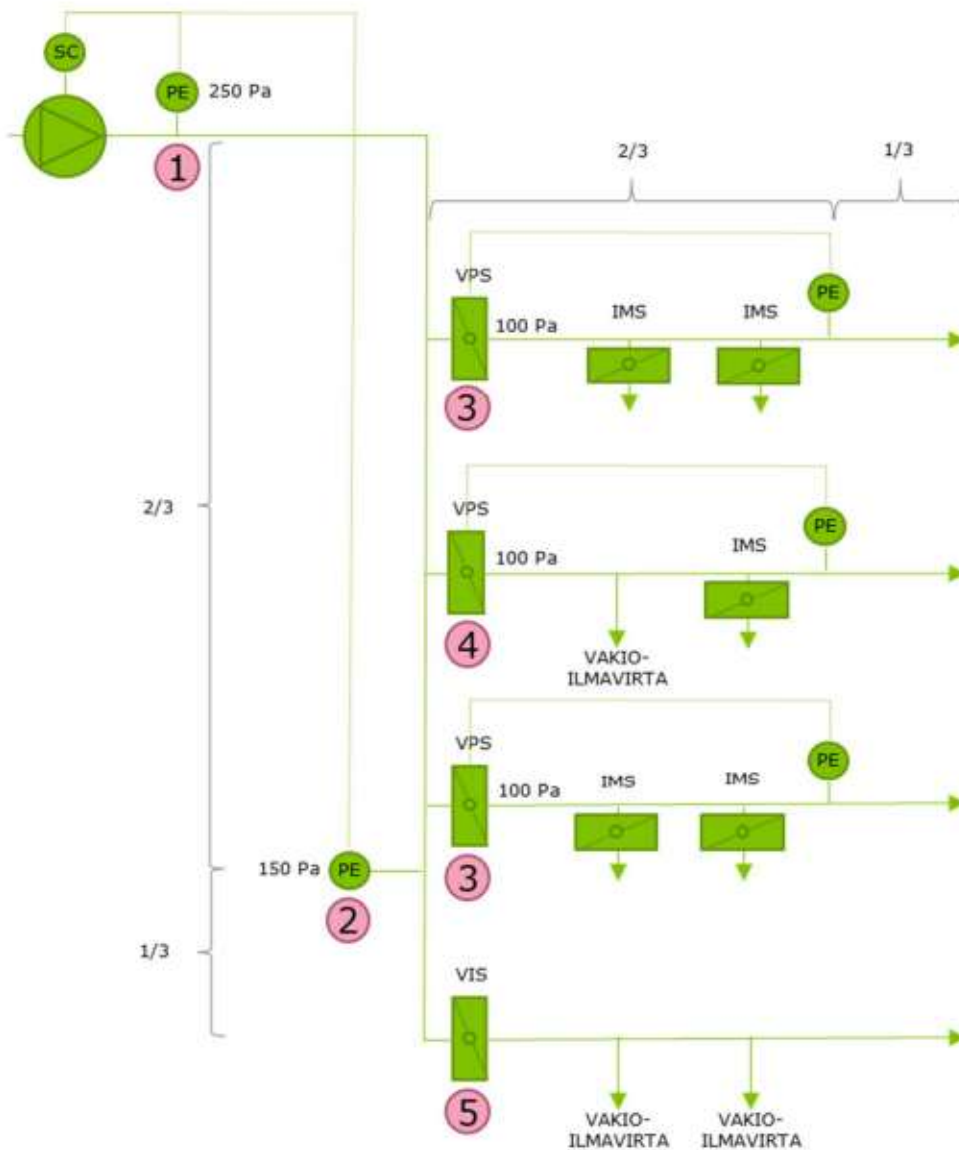 SC
PE
250 Pa
1
2/3
1/3
VPS
PE
100 Pa
IMS
IMS
3
2/3
VPS
PE
100 Pa
IMS
4
VAKIO-
ILMAVIRTA
VPS
PE
100 Pa
IMS
IMS
3
150 Pa
PE
2
1/3
VIS
5
VAKIO-
ILMAVIRTA
VAKIO-
ILMAVIRTA